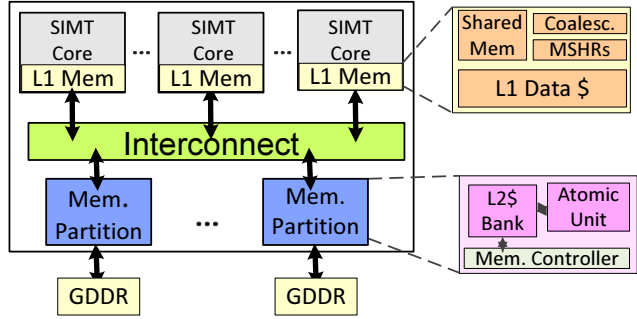 SIMT
Core
L1 Mem
...
SIMT
Core
L1 Mem
...
SIMT
Core
L1 Mem
Shared
Mem
Coalesc.
MSHRs
L1 Data $
Interconnect
Mem.
Partition
...
Mem.
Partition
L2$
Bank
Atomic
Unit
Mem. Controller
GDDR
GDDR